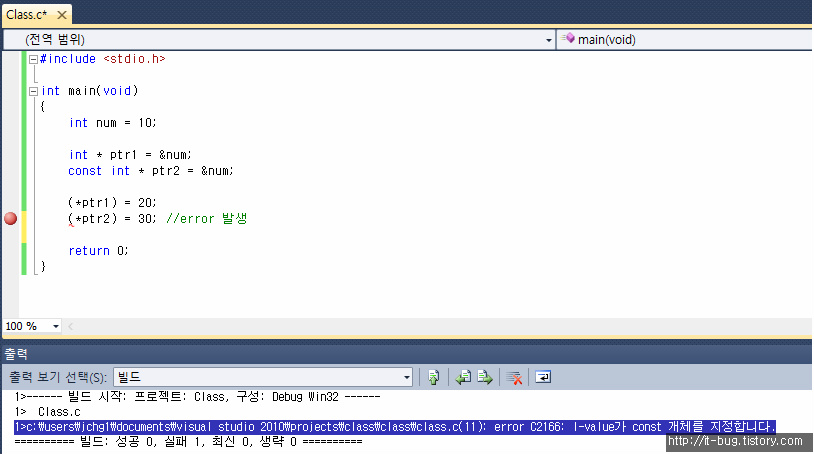 Class.c*
(전역 범위)
main(void)
#include <stdio.h>
int main(void)
{
int num = 10;
int * ptr1 = &num;
const int * ptr2 = &num;
(*ptr1) = 20;
(*ptr2) = 30; //error 발생
return 0;
}
100 %
출력
출력 보기 선택(S): 빌드
1>------ 빌드 시작: 프로젝트: Class, 구성: Debug Win32 ------
1> Class.c
1>c:₩users₩jchg1₩documents₩visual studio 2010₩projects₩class₩class₩class.c(11): error C2166: l-value가 const 개체를 지정합니다.
========== 빌드: 성공 0, 실패 1, 최신 0, 생략 0 ==========
http://it-bug.tistory.com